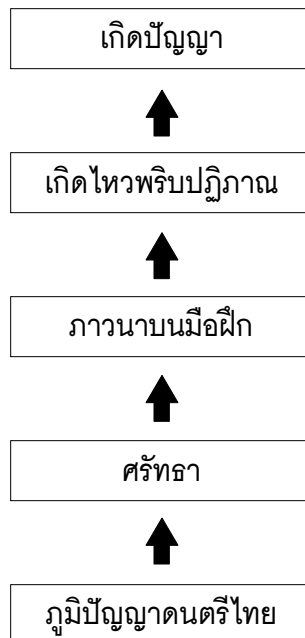 เกิดปัญญา
เกิดไหวพริบปฏิภาณ
ภาวนาบนมือฝึก
ศรัทธา
ภูมิปัญญาดนตรีไทย